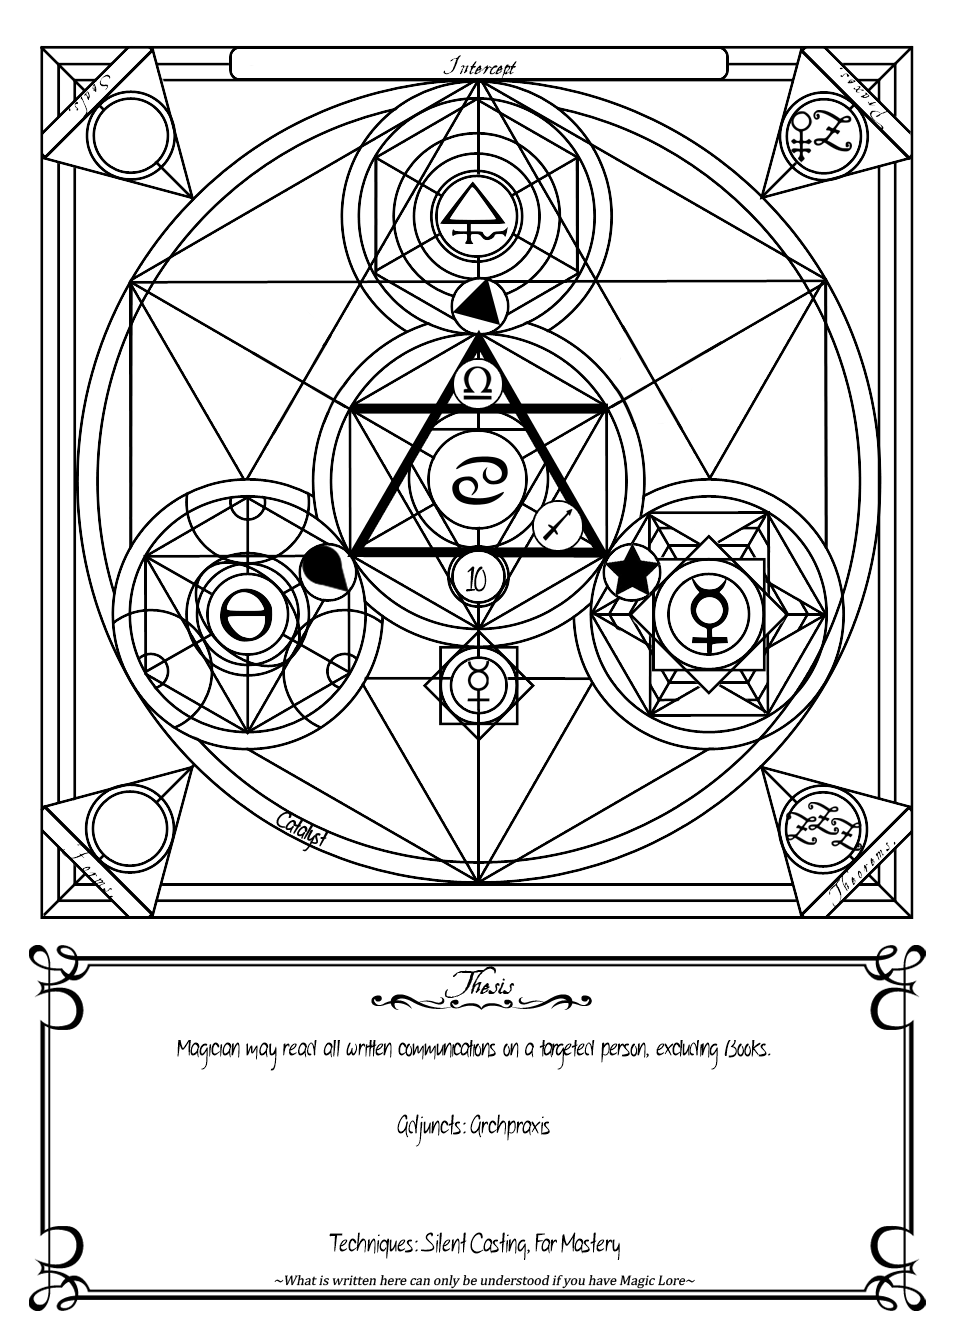 Intercept
Seals
Praxes
10
Catalyst
Forms
Theorems
Thesis
Magician may read all written communications on a targeted person, excluding Books.
Adjuncts: Archpraxis
Techniques: Silent Casting, Far Mastery
~What is written here can only be understood if you have Magic Lore~